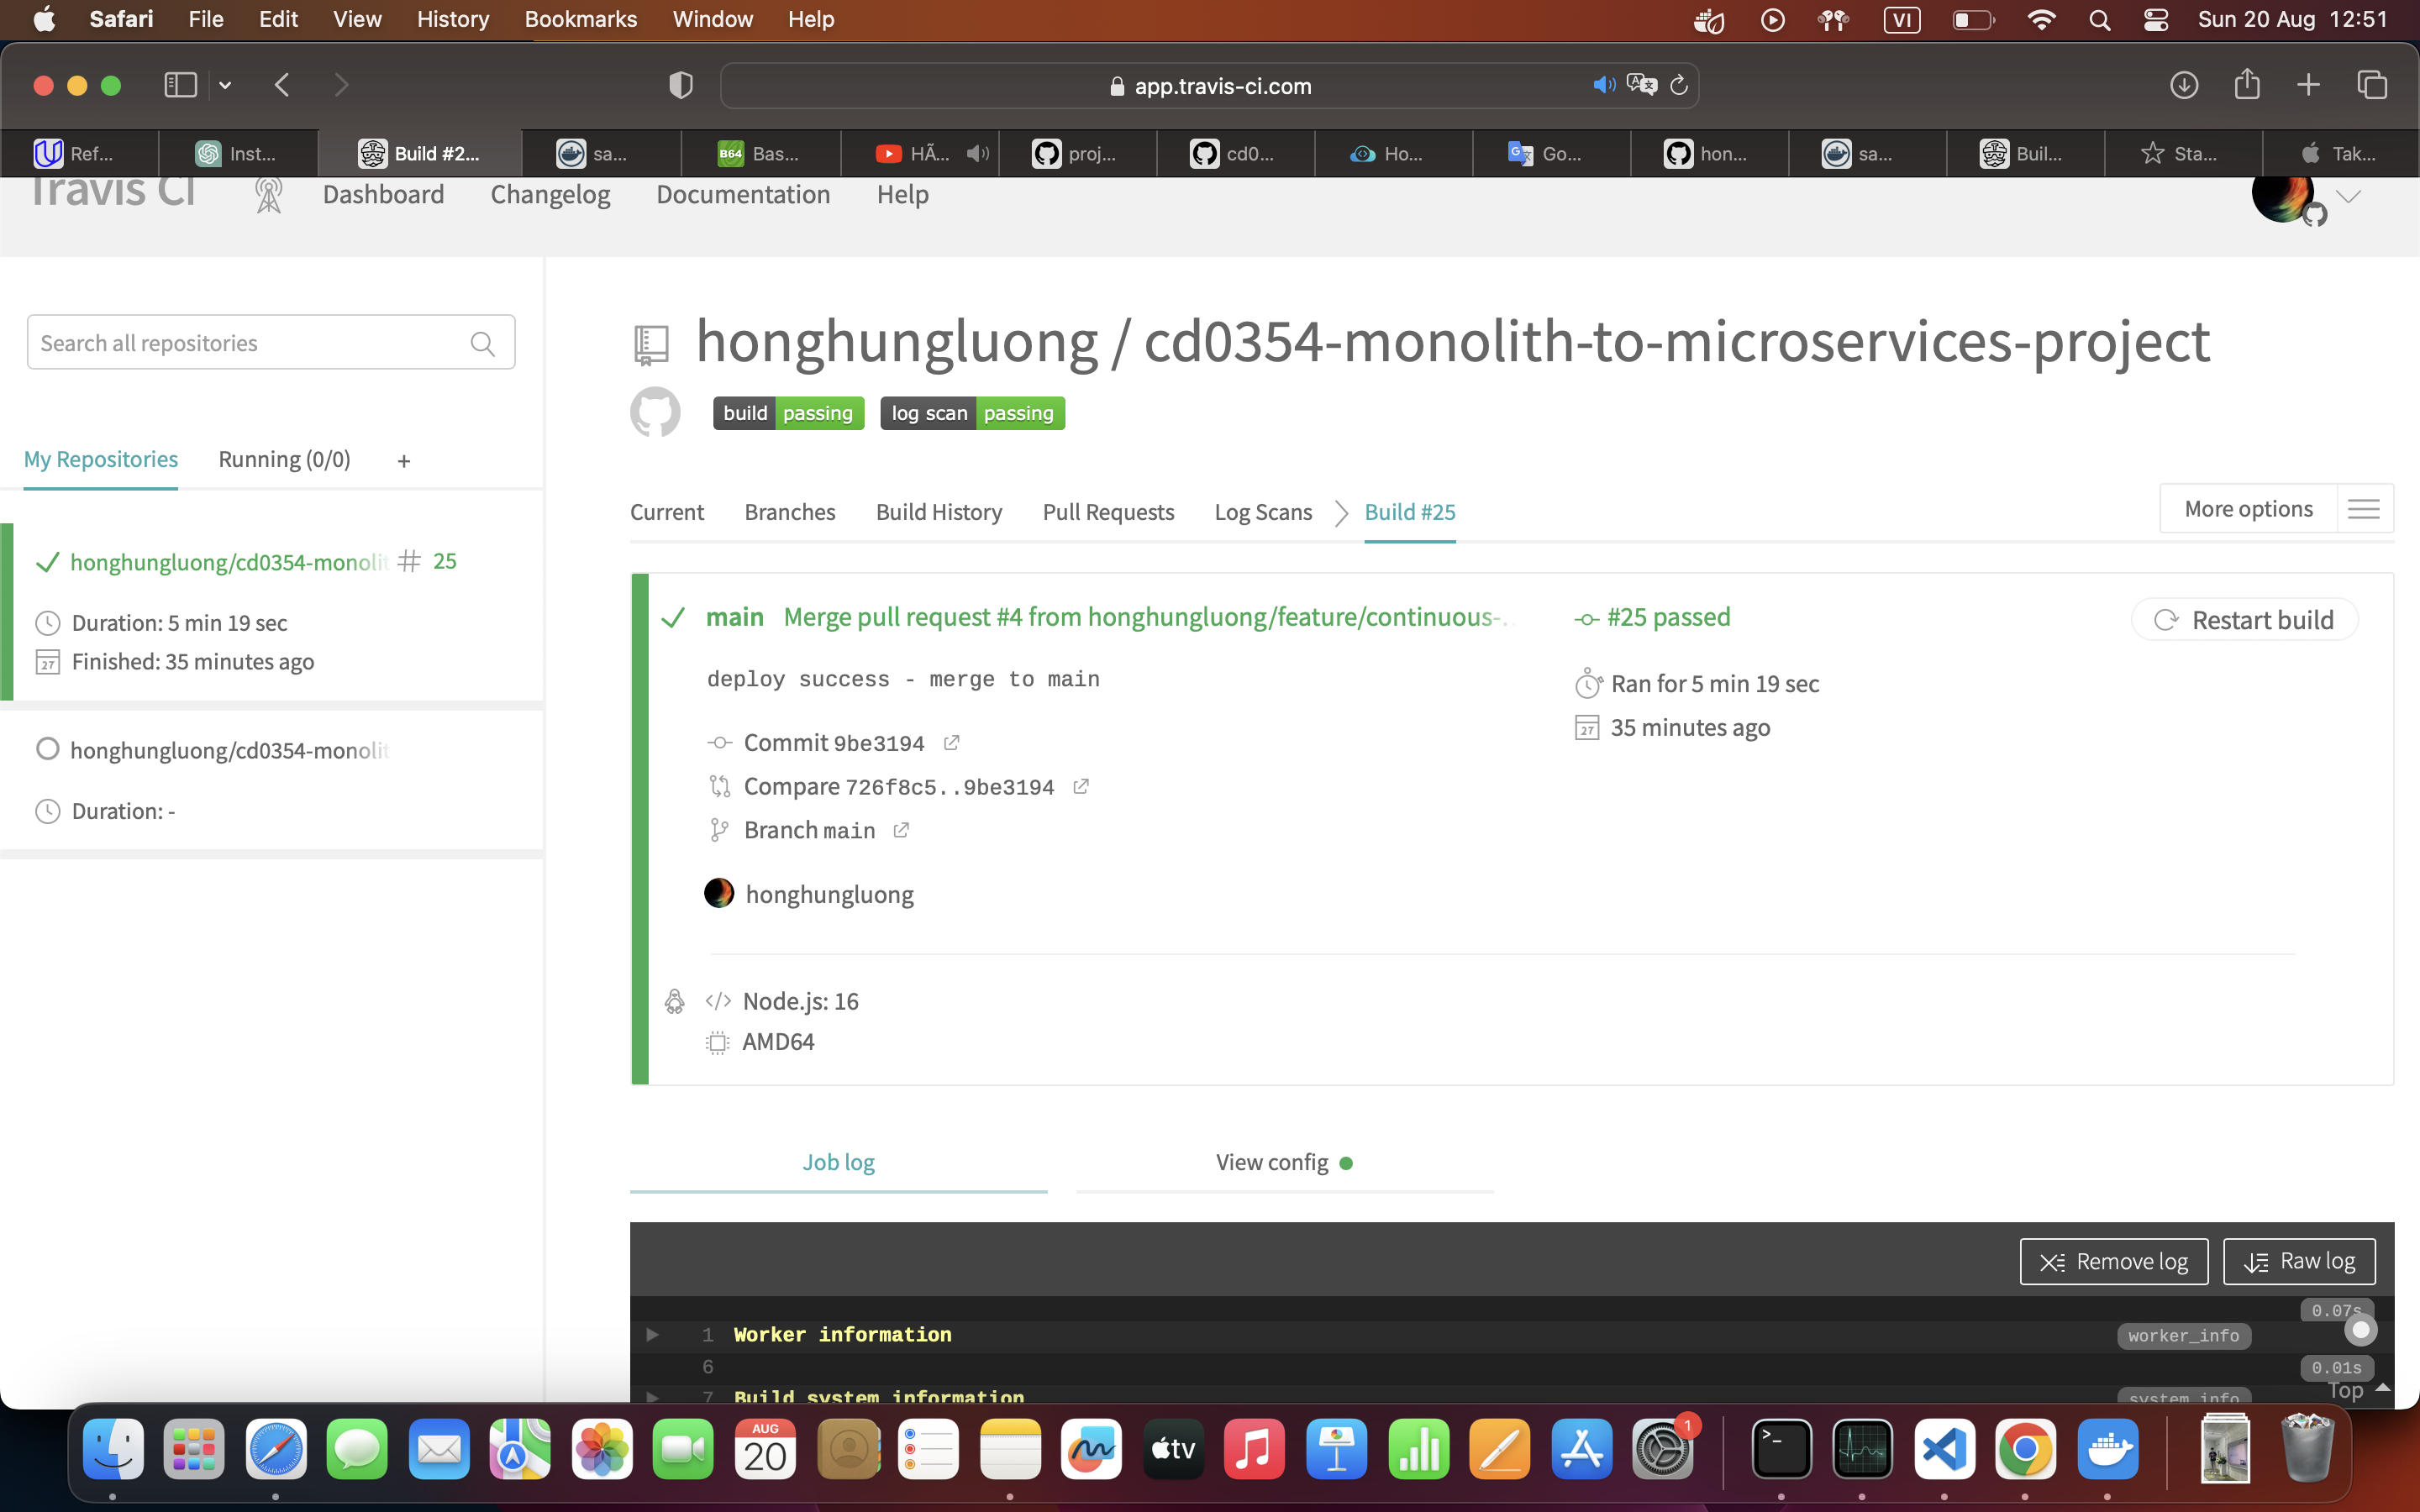 Safari File Edit View History Bookmarks Window Help VI Sun 20 Aug 12:51
app.travis-ci.com
Ref... Inst... Build #2... sa... B64 Bas... HÃ... proj... cd0... Ho... Go... hon... sa... Buil... Sta... Tak...
Travis CI Dashboard Changelog Documentation Help
Search all repositories
My Repositories Running (0/0) +
honghungluong/cd0354-monolit # 25
Duration: 5 min 19 sec
Finished: 35 minutes ago
honghungluong/cd0354-monolit
Duration: -
honghungluong / cd0354-monolith-to-microservices-project
build passing log scan passing
Current Branches Build History Pull Requests Log Scans Build #25 More options
main Merge pull request #4 from honghungluong/feature/continuous-.. #25 passed Restart build
deploy success - merge to main
Ran for 5 min 19 sec
35 minutes ago
Commit 9be3194
Compare 726f8c5..9be3194
Branch main
honghungluong
Node.js: 16
AMD64
Job log View config
Remove log Raw log
0.07s
1 Worker information worker_info
6 0.01s
7 Build system information system_info
Top
AUG
20
tv
1